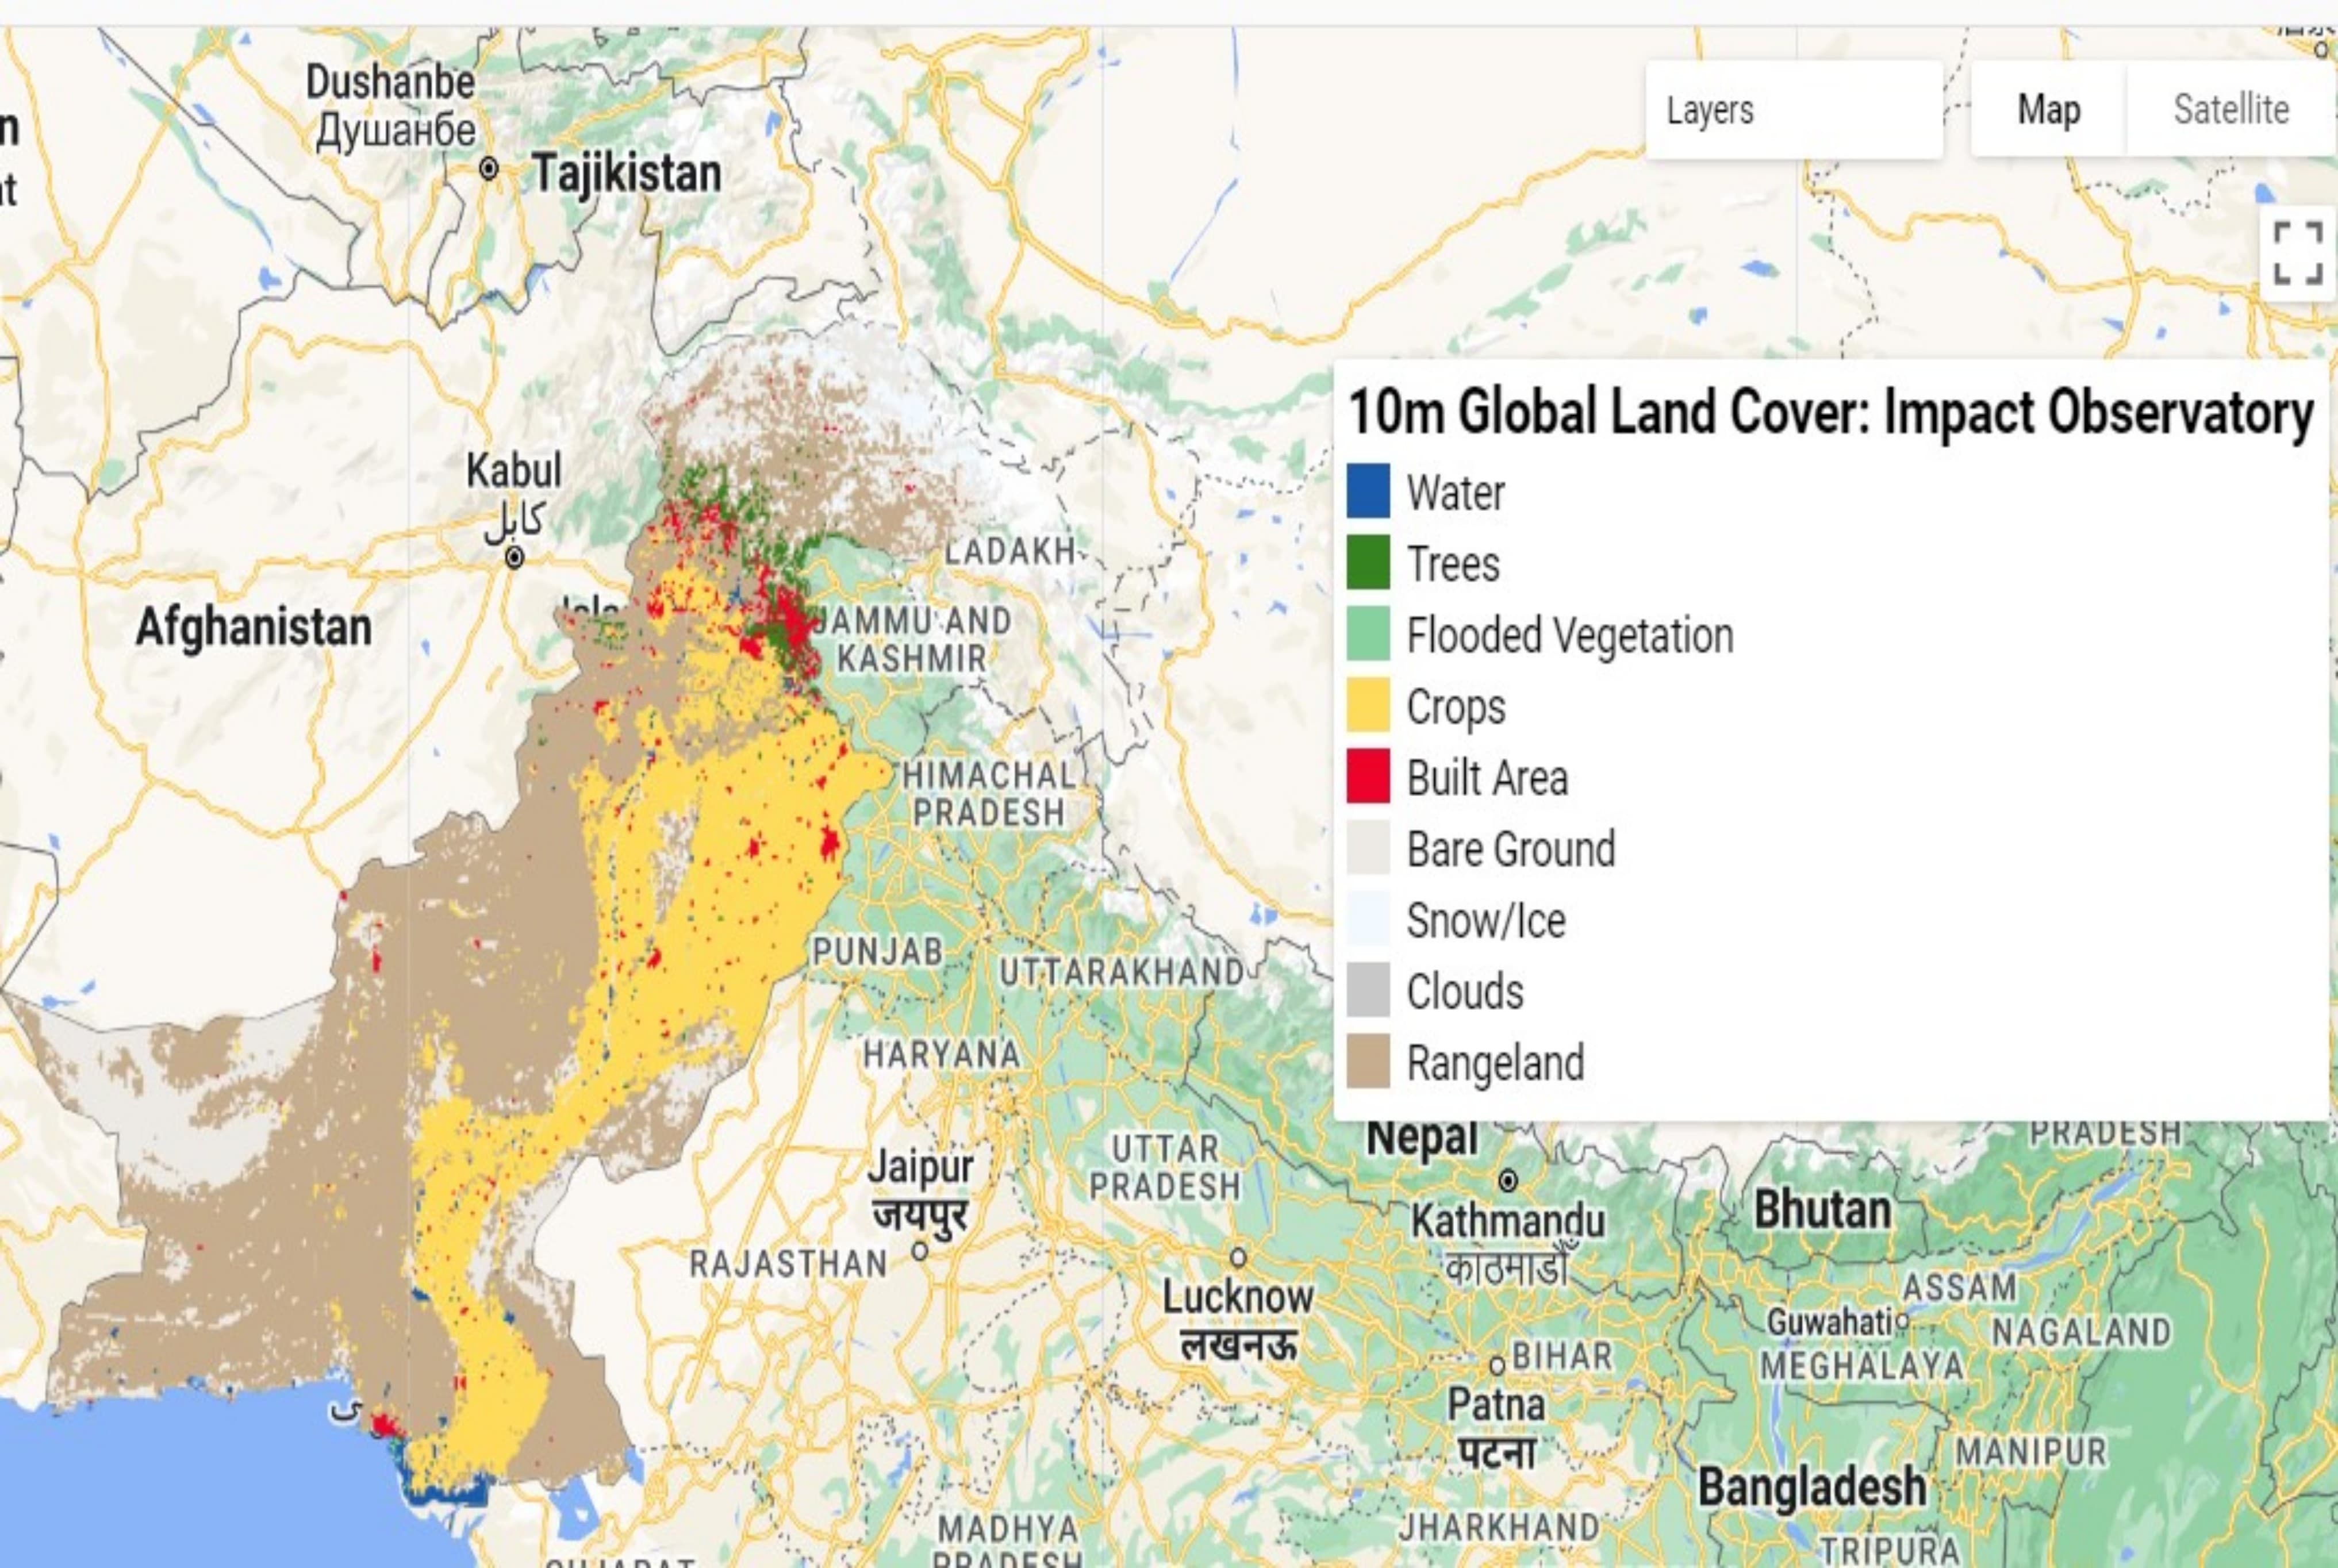 Dushanbe
Душанбе
Tajikistan
Layers
Map
Satellite
Kabul
کابل
Afghanistan
LADAKH
JAMMU AND
KASHMIR
HIMACHAL
PRADESH
PUNJAB
UTTARAKHAND
HARYANA
10m Global Land Cover: Impact Observatory
Water
Trees
Flooded Vegetation
Crops
Built Area
Bare Ground
Snow/Ice
Clouds
Rangeland
Nepal
PRADESH
Jaipur
जयपुर
UTTAR
PRADESH
Kathmandu
काठमाडौं
Bhutan
RAJASTHAN
Lucknow
लखनऊ
ASSAM
Guwahati
NAGALAND
MEGHALAYA
BIHAR
Patna
पटना
MANIPUR
Bangladesh
MADHYA
PRADESH
JHARKHAND
TRIPURA
GUJARAT